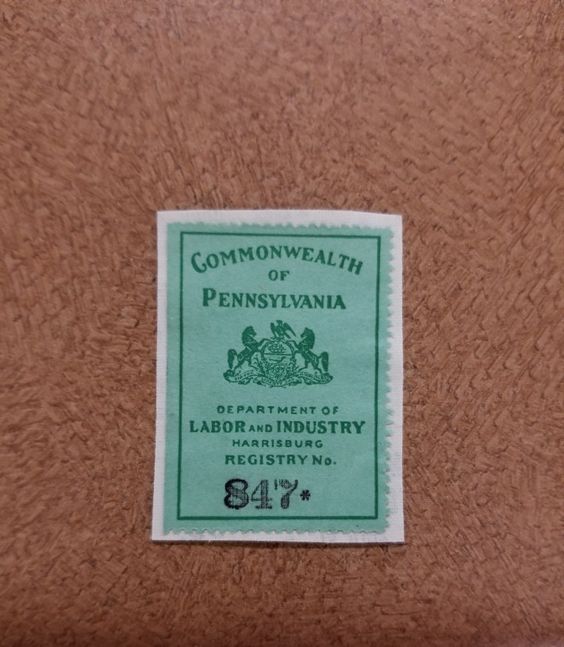 COMMONWEALTH
OF
PENNSYLVANIA
DEPARTMENT OF
LABOR AND INDUSTRY
HARRISBURG
REGISTRY NO.
847*